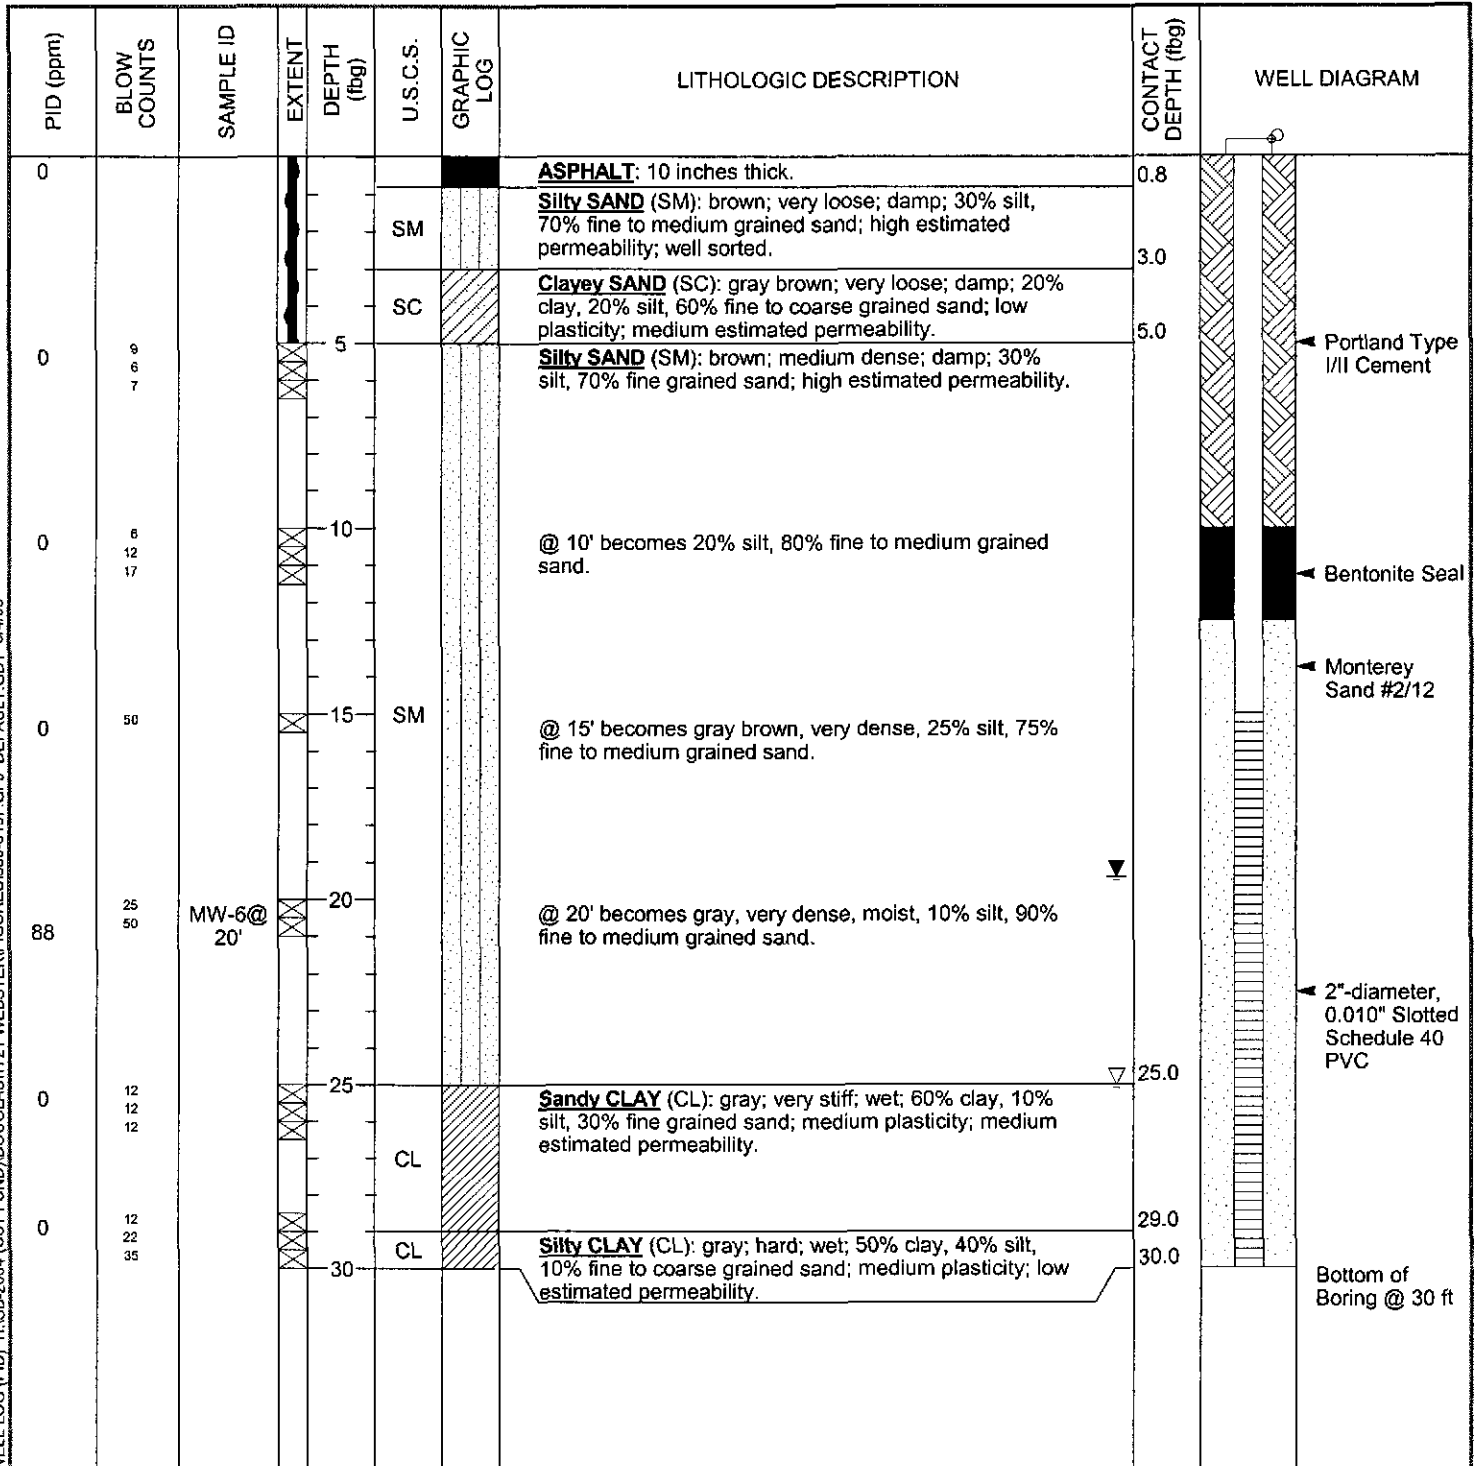 PID (ppm)
BLOW
COUNTS
SAMPLE ID
EXTENT
DEPTH
(fbg)
U.S.C.S.
GRAPHIC
LOG
LITHOLOGIC DESCRIPTION
CONTACT
DEPTH (fbg)
WELL DIAGRAM
0
ASPHALT: 10 inches thick.
0.8
SM
Silty SAND (SM): brown; very loose; damp; 30% silt,
70% fine to medium grained sand; high estimated
permeability; well sorted.
3.0
SC
Clayey SAND (SC): gray brown; very loose; damp; 20%
clay, 20% silt, 60% fine to coarse grained sand; low
plasticity; medium estimated permeability.
5.0
Portland Type
I/II Cement
0
9
6
7
5
Silty SAND (SM): brown; medium dense; damp; 30%
silt, 70% fine grained sand; high estimated permeability.
0
6
12
17
10
@ 10' becomes 20% silt, 80% fine to medium grained
sand.
Bentonite Seal
Monterey
Sand #2/12
0
50
15
SM
@ 15' becomes gray brown, very dense, 25% silt, 75%
fine to medium grained sand.
88
25
50
MW-6@
20'
20
@ 20' becomes gray, very dense, moist, 10% silt, 90%
fine to medium grained sand.
2"-diameter,
0.010" Slotted
Schedule 40
PVC
25.0
0
12
12
12
25
CL
Sandy CLAY (CL): gray; very stiff; wet; 60% clay, 10%
silt, 30% fine grained sand; medium plasticity; medium
estimated permeability.
29.0
0
12
22
35
CL
Silty CLAY (CL): gray; hard; wet; 50% clay, 40% silt,
10% fine to coarse grained sand; medium plasticity; low
estimated permeability.
30.0
30
Bottom of
Boring @ 30 ft
WELL LOG (PID)